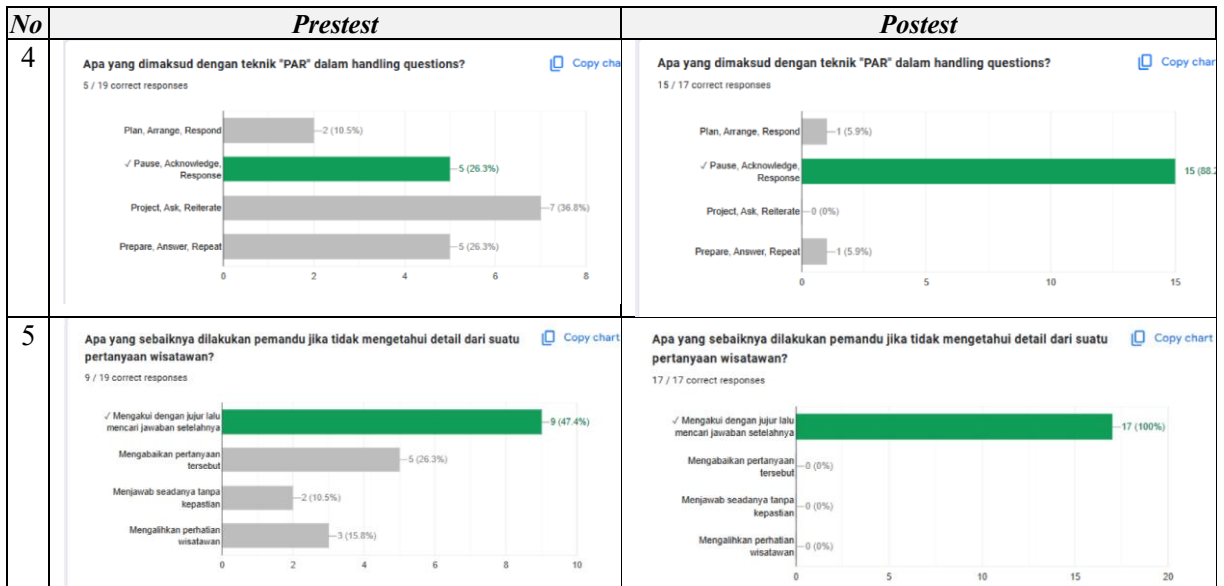 No Prestest Postest
4
Apa yang dimaksud dengan teknik "PAR" dalam handling questions? Copy cha
5 / 19 correct responses
Plan, Arrange, Respond 2 (10.5%)
✓ Pause, Acknowledge, 5 (26.3%)
Response
Project, Ask, Reiterate 7 (36.8%)
Prepare, Answer, Repeat 5 (26.3%)
0 2 4 6 8
Apa yang dimaksud dengan teknik "PAR" dalam handling questions? Copy char
15 / 17 correct responses
Plan, Arrange, Respond 1 (5.9%)
✓ Pause, Acknowledge, 15 (88.2
Response
Project, Ask, Reiterate 0 (0%)
Prepare, Answer, Repeat 1 (5.9%)
0 5 10 15
5
Apa yang sebaiknya dilakukan pemandu jika tidak mengetahui detail dari suatu Copy chart
pertanyaan wisatawan?
9 / 19 correct responses
✓ Mengakui dengan jujur lalu 9 (47.4%)
mencari jawaban setelahnya
Mengabaikan pertanyaan 5 (26.3%)
tersebut
Menjawab seadanya tanpa 2 (10.5%)
kepastian
Mengalihkan perhatian 3 (15.8%)
wisatawan
0 2 4 6 8 10
Apa yang sebaiknya dilakukan pemandu jika tidak mengetahui detail dari suatu Copy chart
pertanyaan wisatawan?
17 / 17 correct responses
✓ Mengakui dengan jujur lalu 17 (100%)
mencari jawaban setelahnya
Mengabaikan pertanyaan 0 (0%)
tersebut
Menjawab seadanya tanpa 0 (0%)
kepastian
Mengalihkan perhatian 0 (0%)
wisatawan
0 5 10 15 20